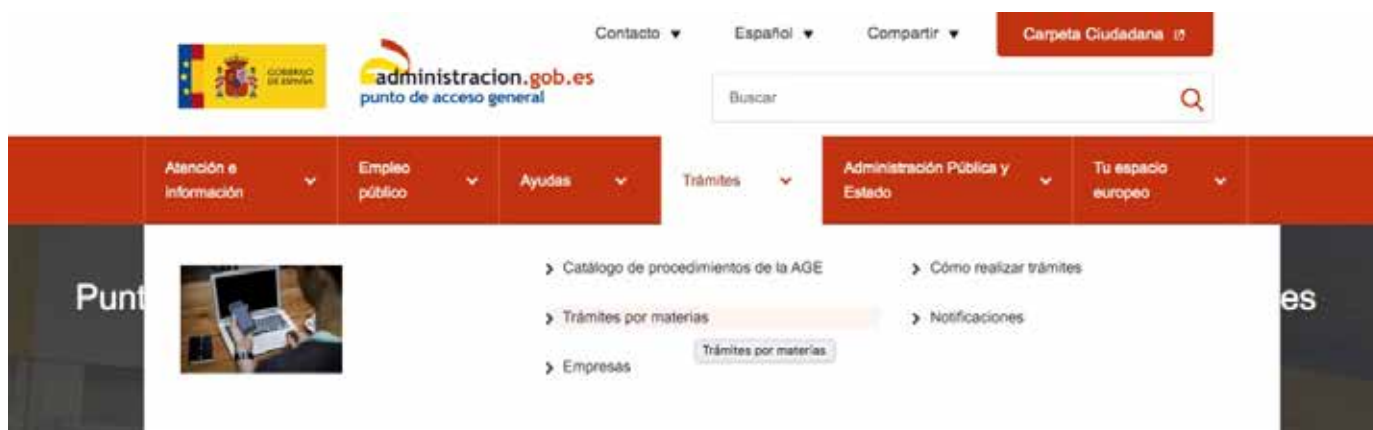 Contacto ▼ Español ▼ Compartir ▼ Carpeta Ciudadana
GOBIERNO
DE ESPAÑA
administracion.gob.es
punto de acceso general
Buscar
Atención e
información
Empleo
público
Ayudas
Trámites
Administración Pública y
Estado
Tu espacio
europeo
Punt
es
Catálogo de procedimientos de la AGE
Cómo realizar trámites
Trámites por materias
Notificaciones
Trámites por materias
Empresas